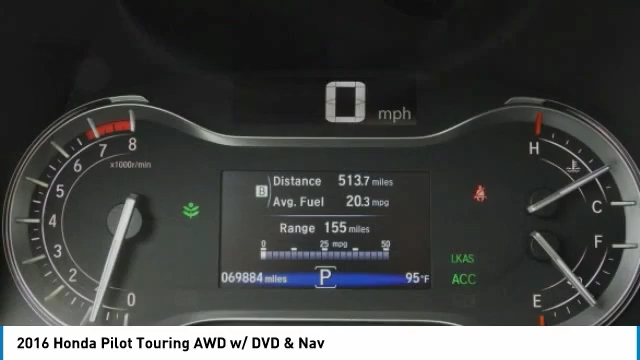 0 mph
8
7
6
5
4
3
2
1
0
x1000r/min
B
Distance 513.7 miles
Avg. Fuel 20.3 mpg
Range 155 miles
0 25 mpg 50
069884 miles P 95°F
LKAS
ACC
H
C
F
E
2016 Honda Pilot Touring AWD w/ DVD & Nav